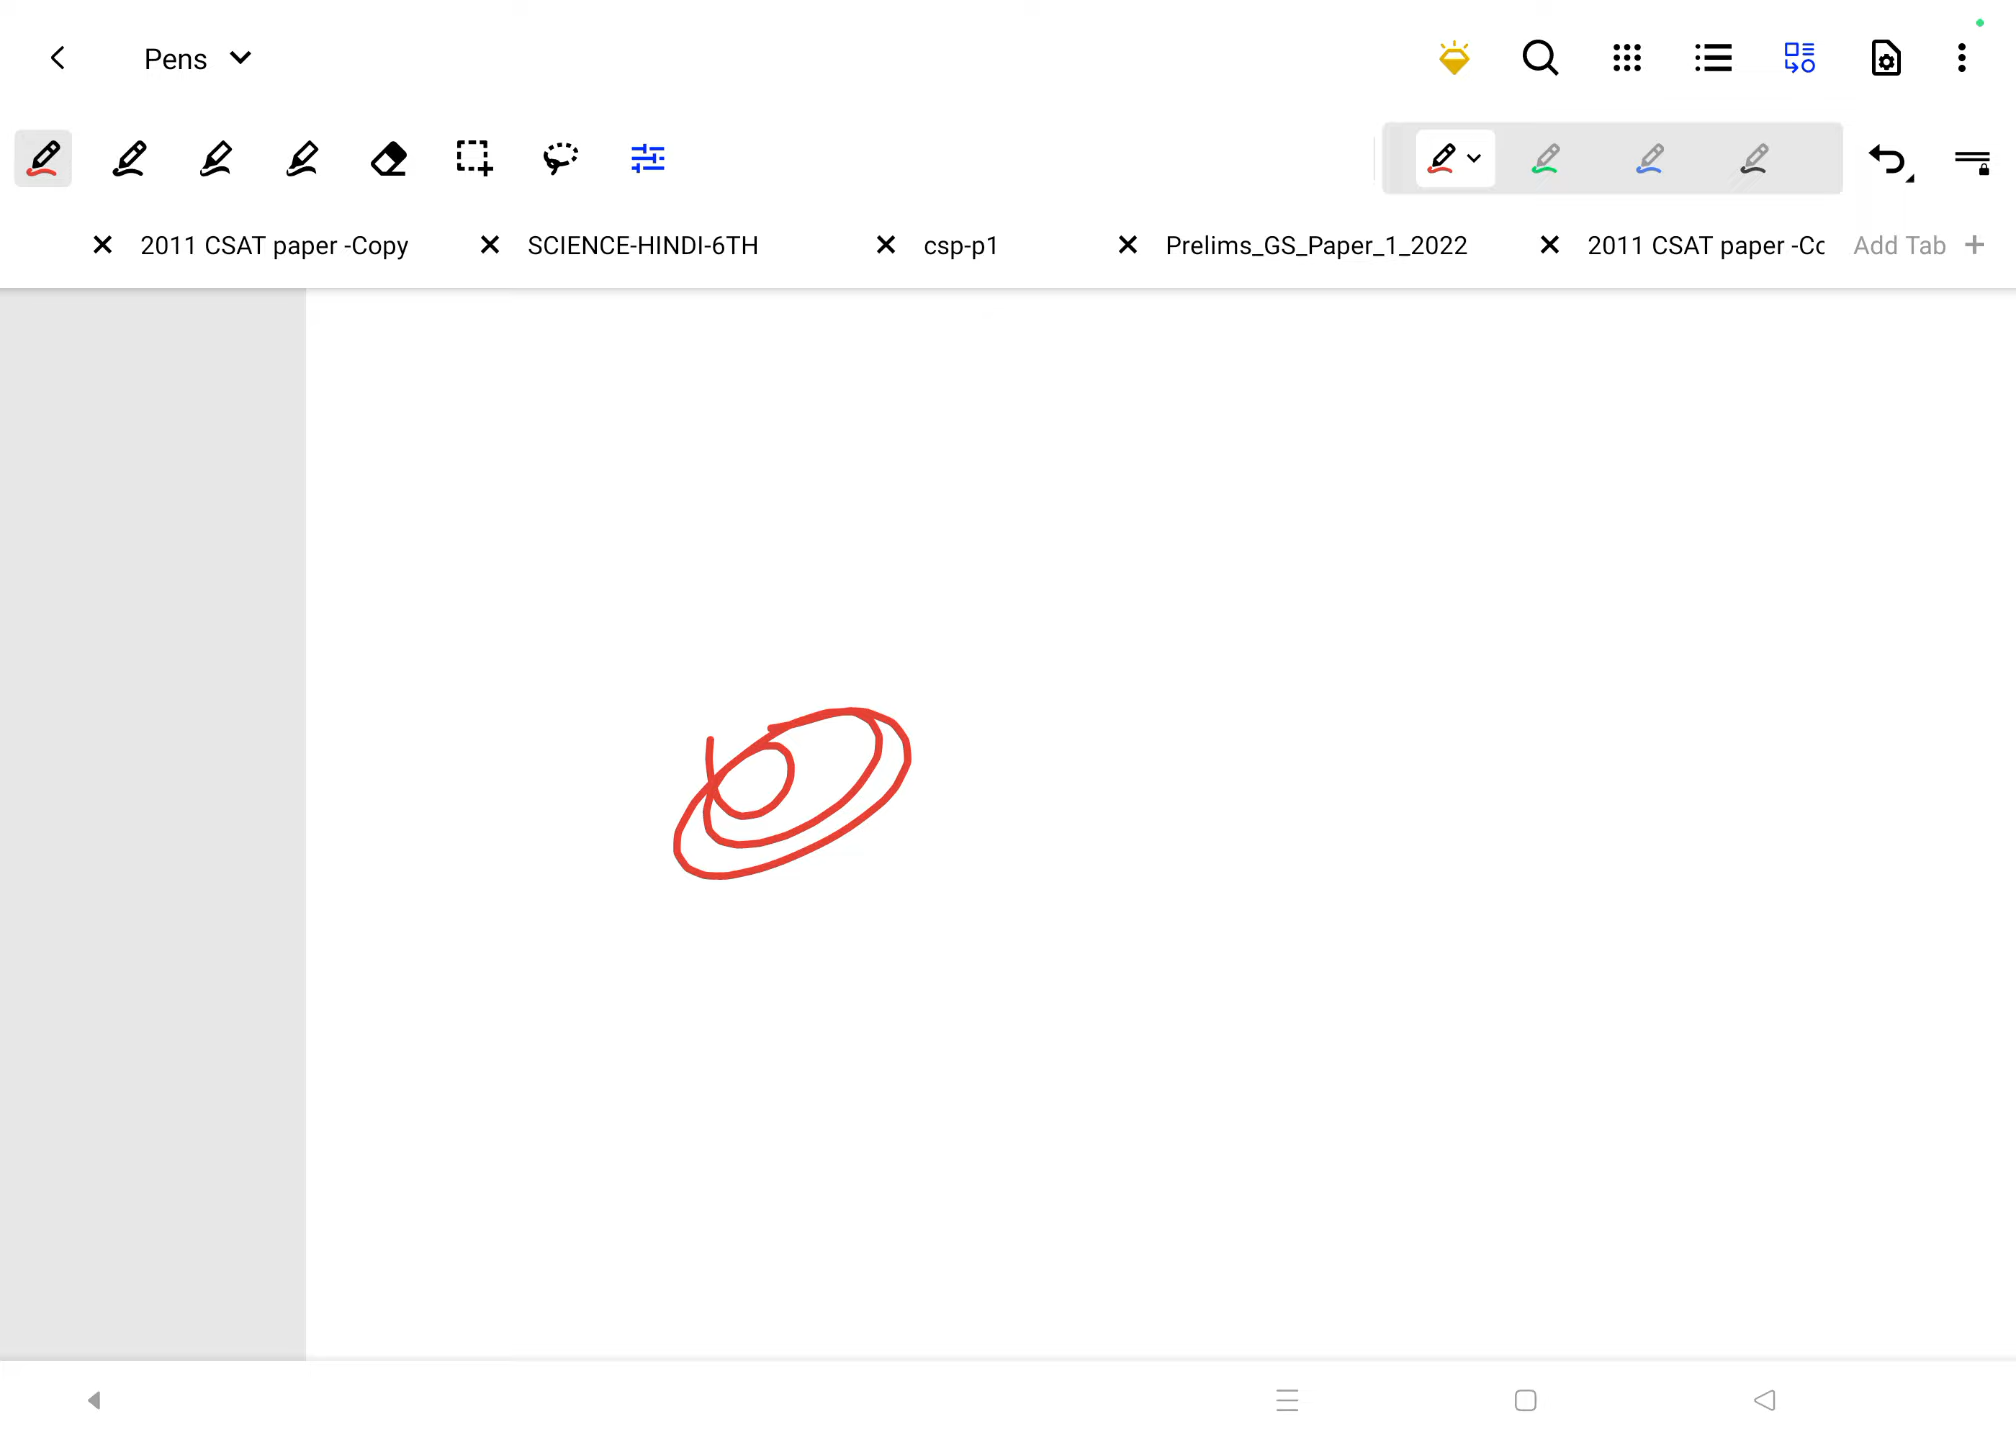 Pens
2011 CSAT paper -Copy SCIENCE-HINDI-6TH csp-p1 Prelims_GS_Paper_1_2022 2011 CSAT paper -Cc Add Tab +